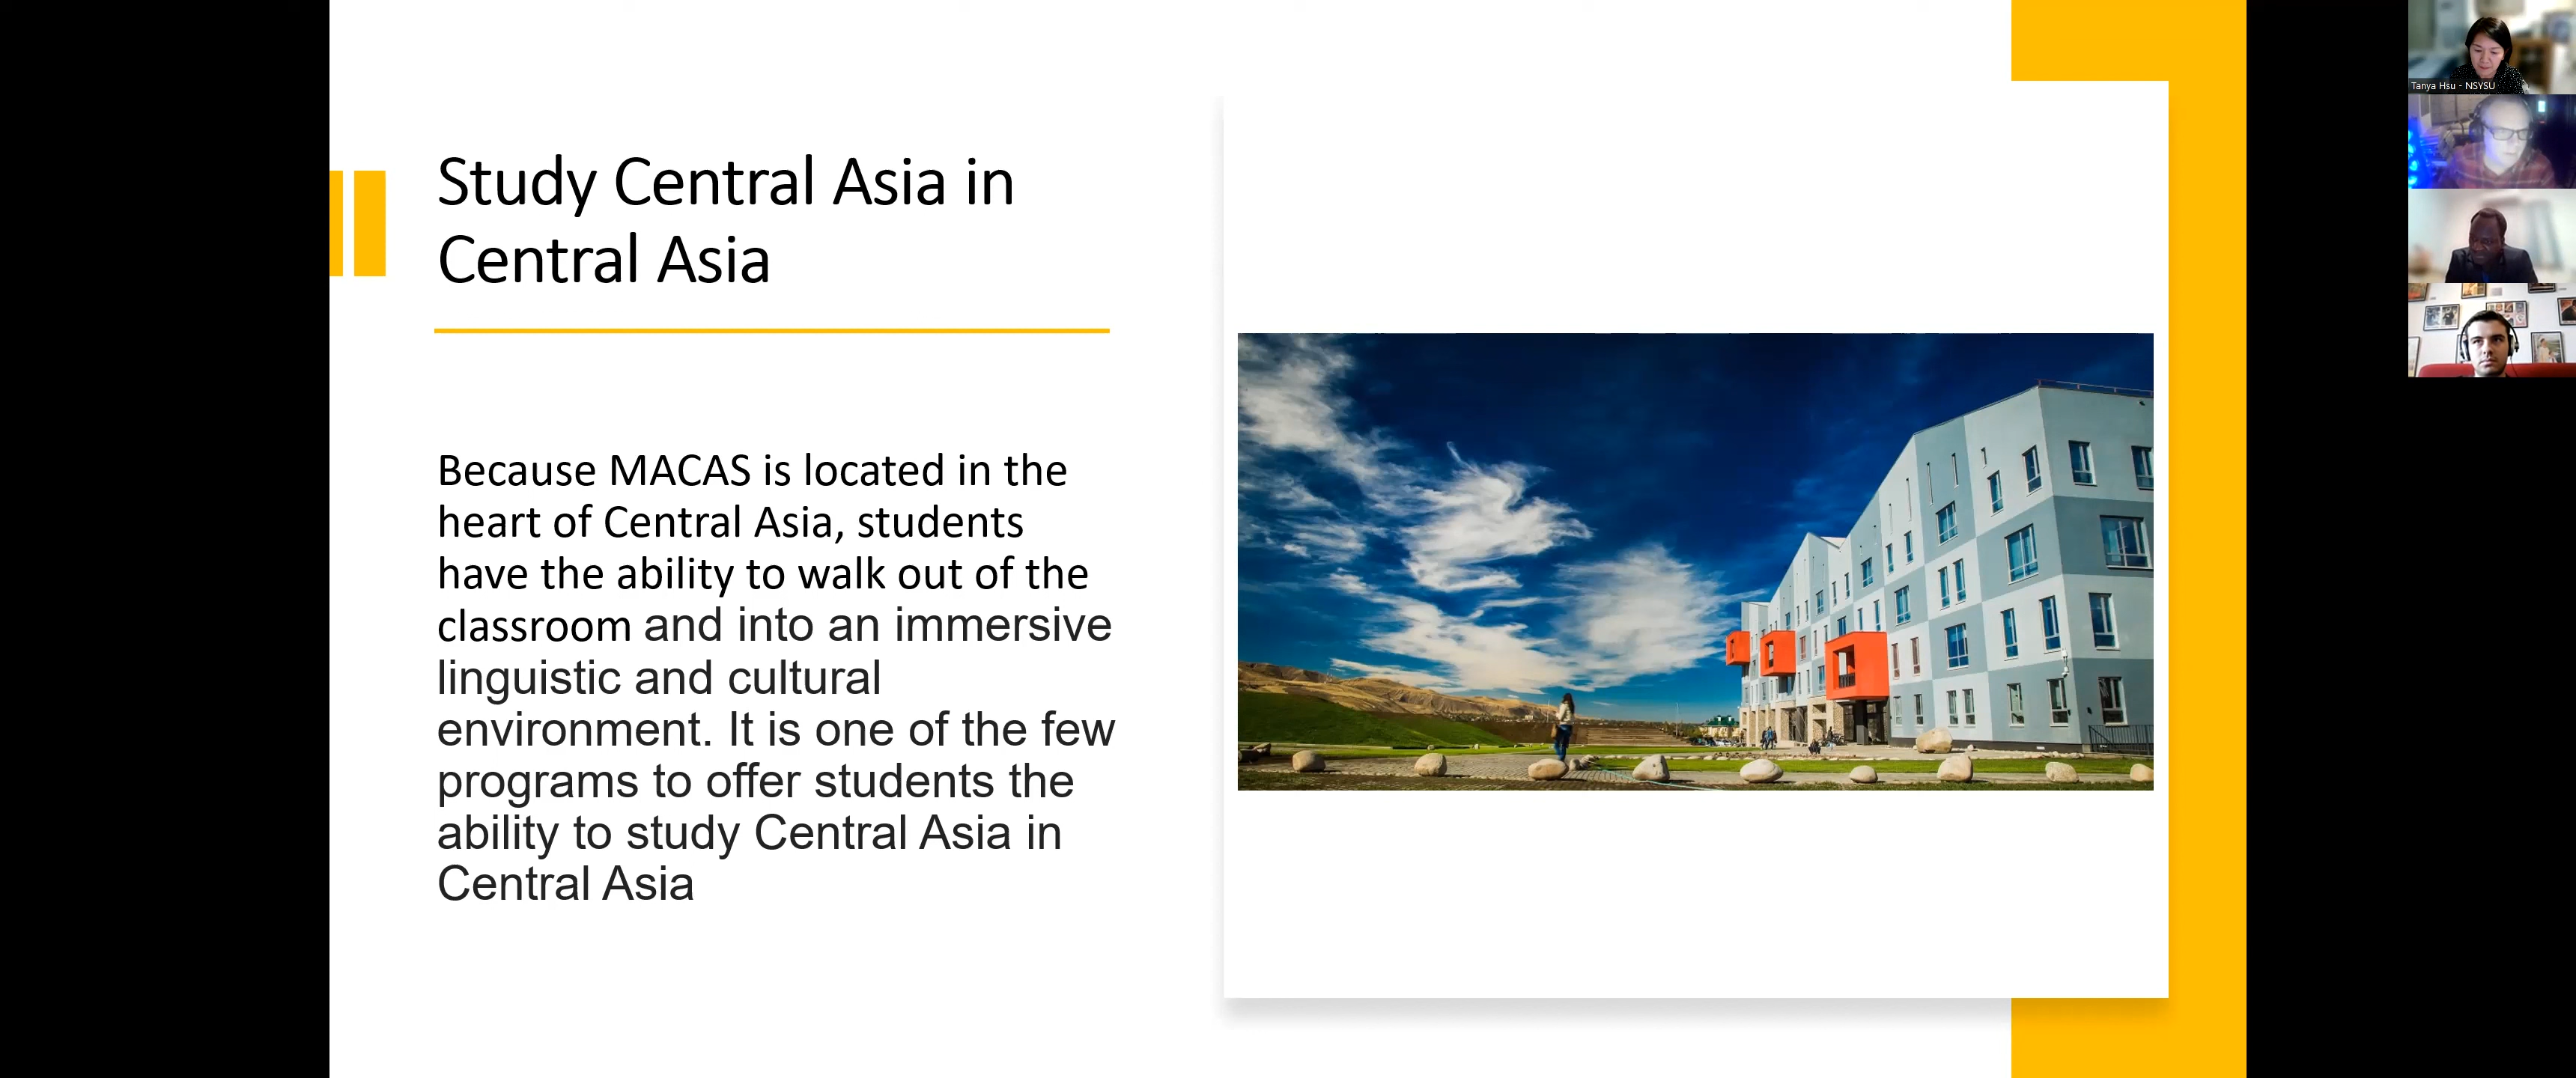 Study Central Asia in
Central Asia
Because MACAS is located in the
heart of Central Asia, students
have the ability to walk out of the
classroom and into an immersive
linguistic and cultural
environment. It is one of the few
programs to offer students the
ability to study Central Asia in
Central Asia
Tanya Hsu - NSYSU